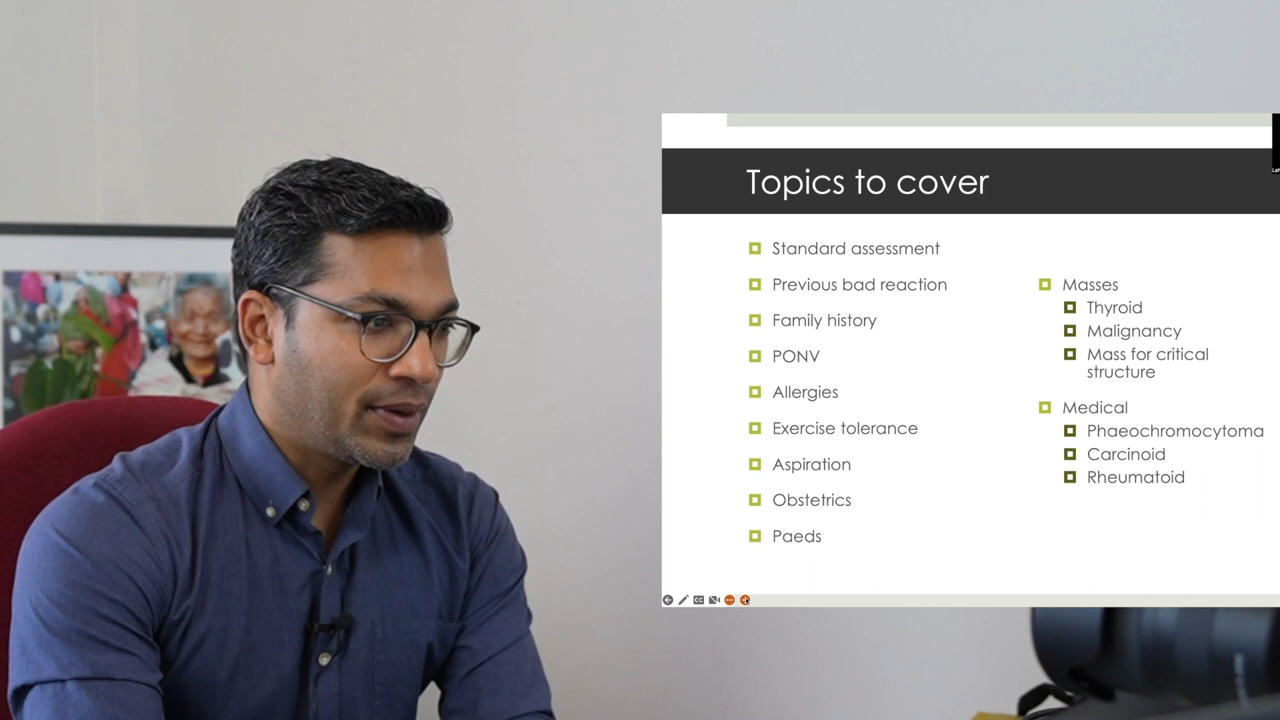 Topics to cover
Standard assessment
Previous bad reaction
Family history
PONV
Allergies
Exercise tolerance
Aspiration
Obstetrics
Paeds
Masses
Thyroid
Malignancy
Mass for critical
structure
Medical
Phaeochromocytoma
Carcinoid
Rheumatoid
CC